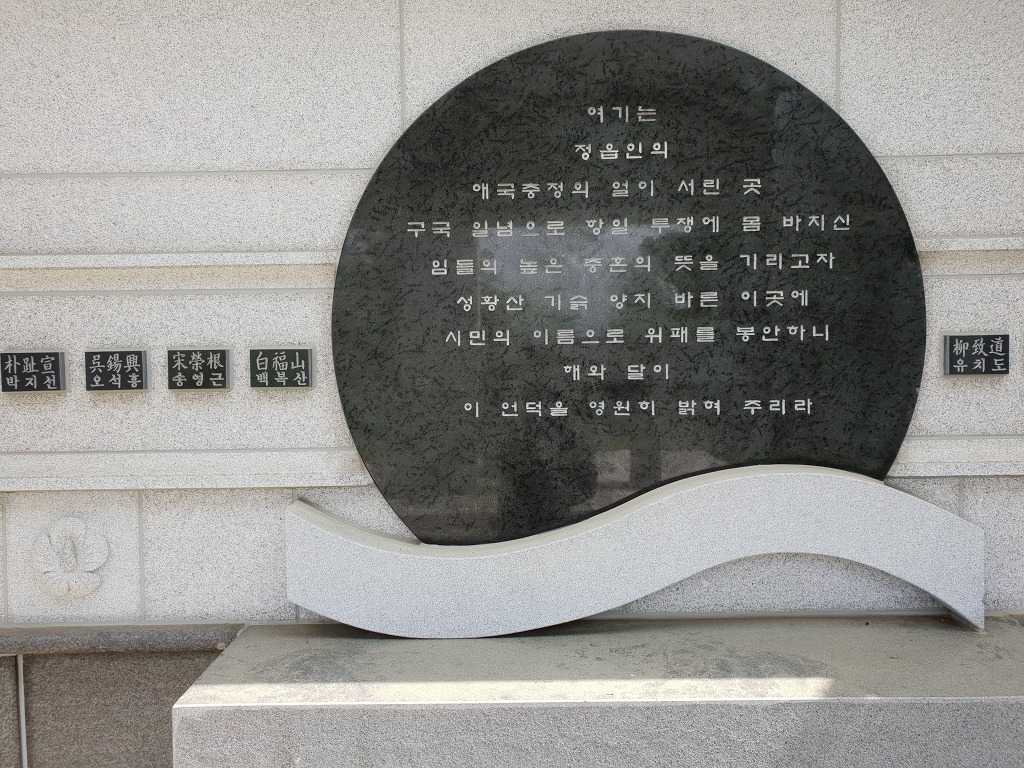 여기는
정읍인의
애국충정의 얼이 서린 곳
구국 일념으로 항일 투쟁에 몸 바치신
임들의 높은 충혼의 뜻을 기리고자
성황산 기슭 양지 바른 이곳에
시민의 이름으로 위패를 봉안하니
해와 달이
이 언덕을 영원히 밝혀 주리라
朴趾宣
박지선
吳錫興
오석흥
宋榮根
송영근
白福山
백복산
柳致道
유치도